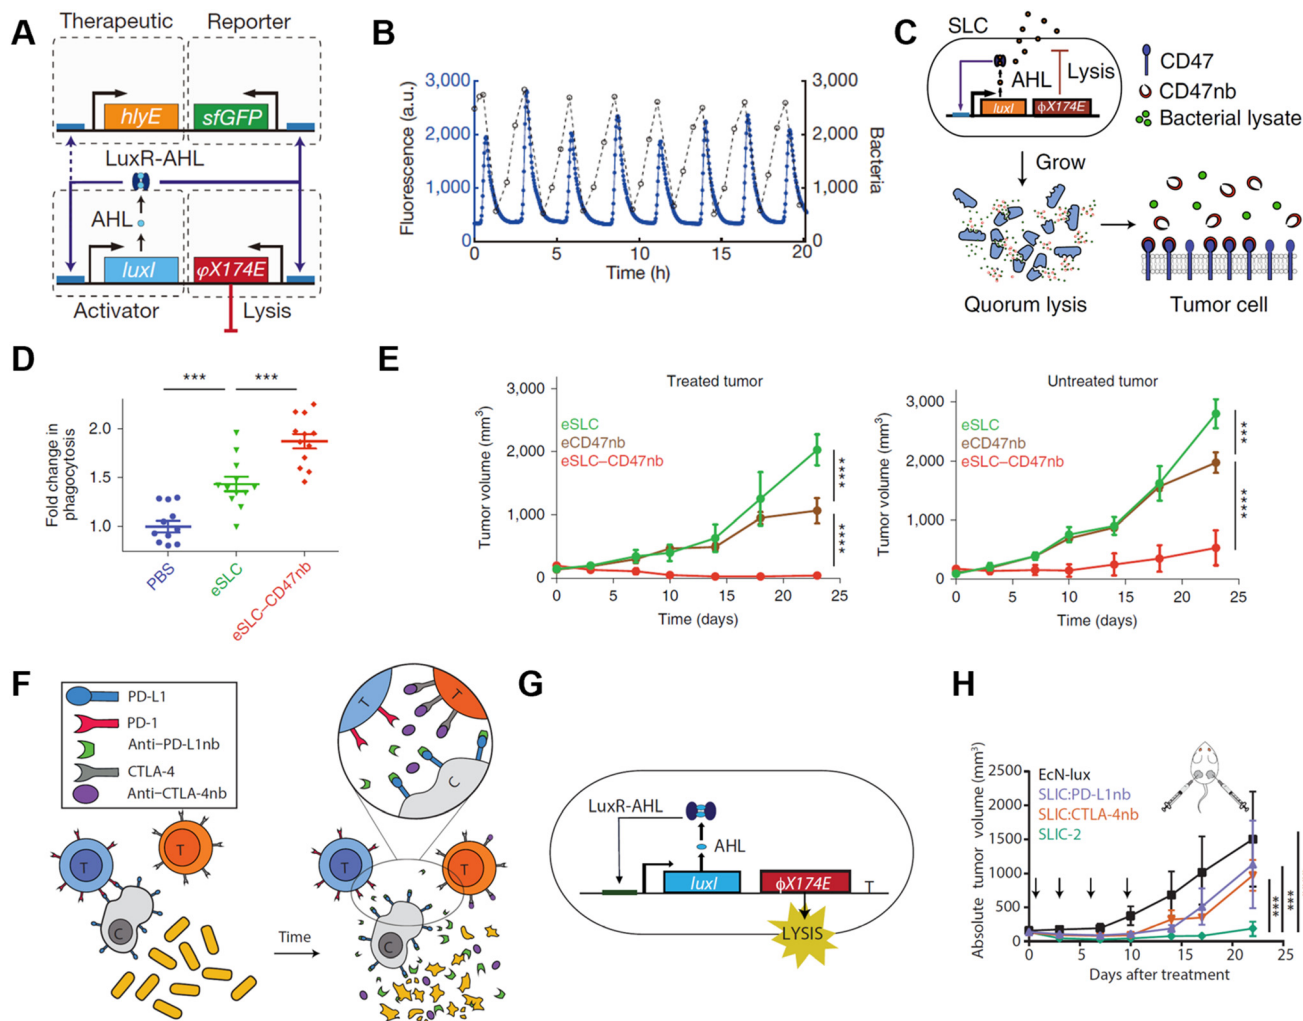 A
Therapeutic Reporter
hlyE sfGFP
LuxR-AHL
AHL
luxI φX174E
Activator Lysis
B
Fluorescence (a.u.)
3,000
2,000
1,000
0
3,000
2,000
1,000
0
Bacteria
0 5 10 15 20
Time (h)
C
SLC
AHL Lysis
luxI ϕX174E
CD47
CD47nb
Bacterial lysate
Grow
Quorum lysis
Tumor cell
D
*** ***
Fold change in
phagocytosis
2.0
1.5
1.0
PBS
eSLC
eSLC–CD47nb
E
Treated tumor
Tumor volume (mm³)
3,000
2,000
1,000
0
eSLC
eCD47nb
eSLC–CD47nb
****
****
0 5 10 15 20 25
Time (days)
Untreated tumor
Tumor volume (mm³)
3,000
2,000
1,000
0
eSLC
eCD47nb
eSLC–CD47nb
***
****
0 5 10 15 20 25
Time (days)
F
PD-L1
PD-1
Anti–PD-L1nb
CTLA-4
Anti–CTLA-4nb
T T
C
T T
C
Time
T T
C
G
LuxR-AHL
AHL
luxI ϕX174E
LYSIS
H
Absolute tumor volume (mm³)
2500
2000
1500
1000
500
0
EcN-lux
SLIC:PD-L1nb
SLIC:CTLA-4nb
SLIC-2
***
***
0 5 10 15 20 25
Days after treatment